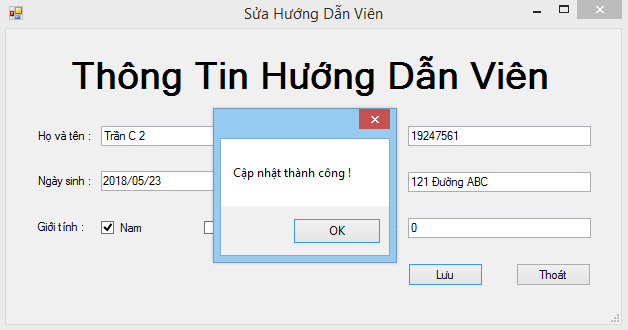 Sửa Hướng Dẫn Viên
Thông Tin Hướng Dẫn Viên
Họ và tên : Trần C 2 19247561
Cập nhật thành công !
Ngày sinh : 2018/05/23 121 Đường ABC
Giới tính : Nam 0
OK
Lưu Thoát